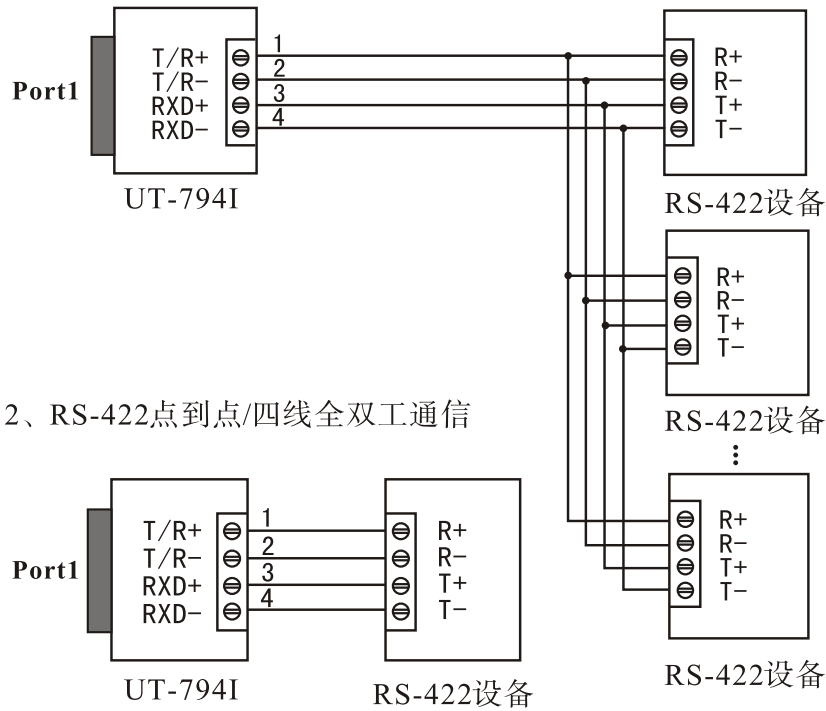 Port1
T/R+
T/R-
RXD+
RXD-
1
2
3
4
R+
R-
T+
T-
UT-794I
RS-422设备
R+
R-
T+
T-
RS-422设备
2、RS-422点到点/四线全双工通信
Port1
T/R+
T/R-
RXD+
RXD-
1
2
3
4
R+
R-
T+
T-
UT-794I
RS-422设备
R+
R-
T+
T-
RS-422设备